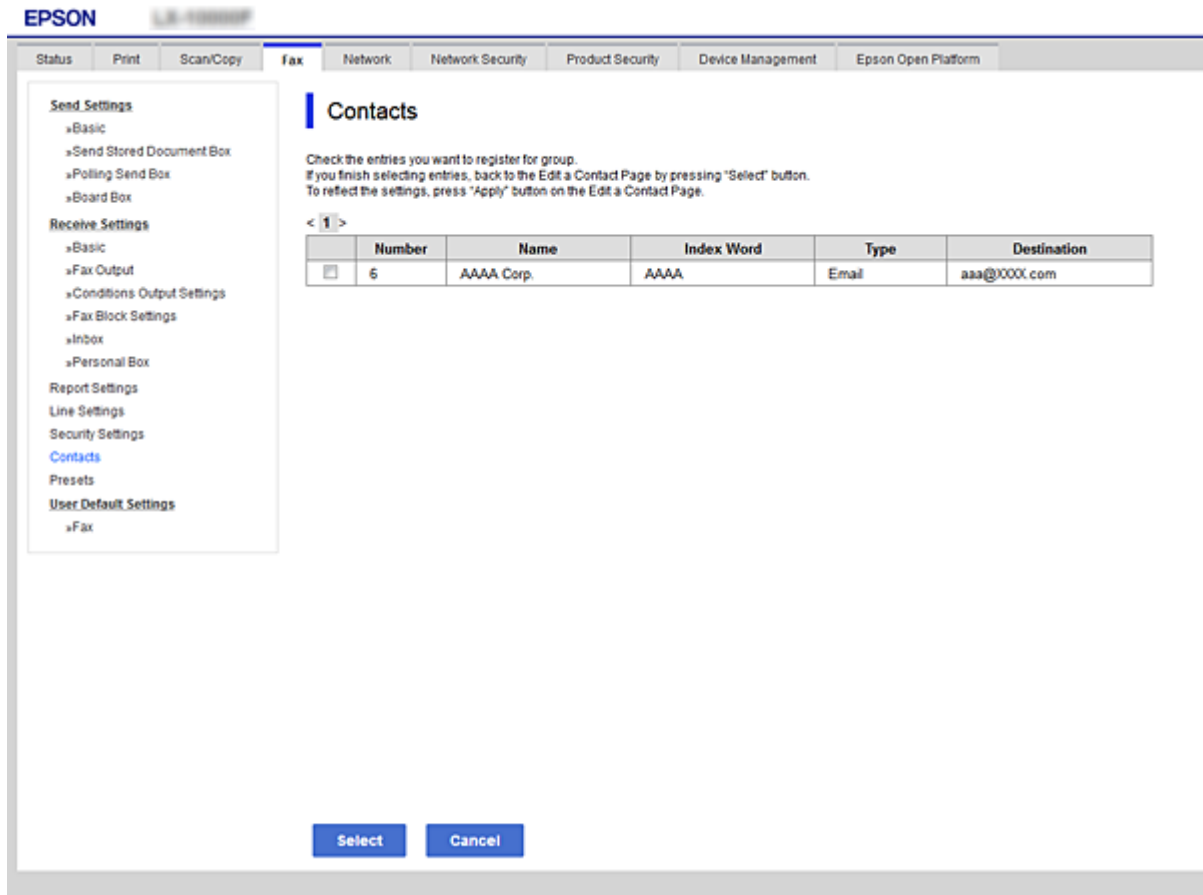 EPSON
Status Print Scan/Copy Fax Network Network Security Product Security Device Management Epson Open Platform
Send Settings
»Basic
»Send Stored Document Box
»Polling Send Box
»Board Box
Receive Settings
»Basic
»Fax Output
»Conditions Output Settings
»Fax Block Settings
»Inbox
»Personal Box
Report Settings
Line Settings
Security Settings
Contacts
Presets
User Default Settings
»Fax
Contacts
Check the entries you want to register for group.
If you finish selecting entries, back to the Edit a Contact Page by pressing "Select" button.
To reflect the settings, press "Apply" button on the Edit a Contact Page.
< 1 >
Number Name Index Word Type Destination
6 AAAA Corp. AAAA Email aaa@XXXX.com
Select Cancel